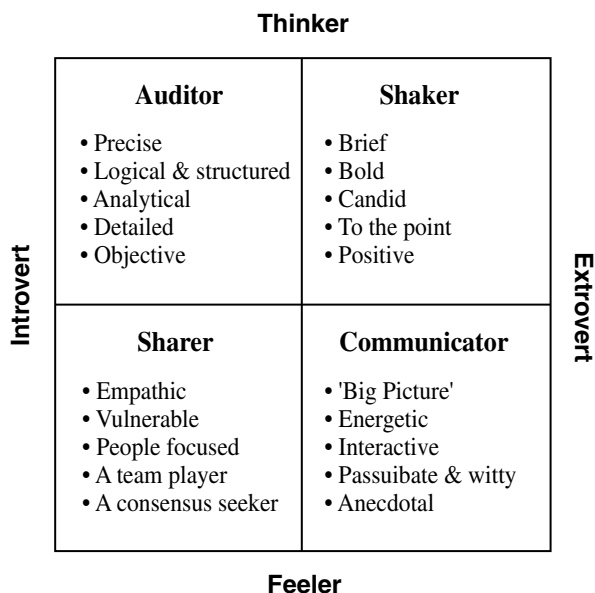 Thinker
Auditor
• Precise
• Logical & structured
• Analytical
• Detailed
• Objective
Shaker
• Brief
• Bold
• Candid
• To the point
• Positive
Introvert
Extrovert
Sharer
• Empathic
• Vulnerable
• People focused
• A team player
• A consensus seeker
Communicator
• 'Big Picture'
• Energetic
• Interactive
• Passuibate & witty
• Anecdotal
Feeler